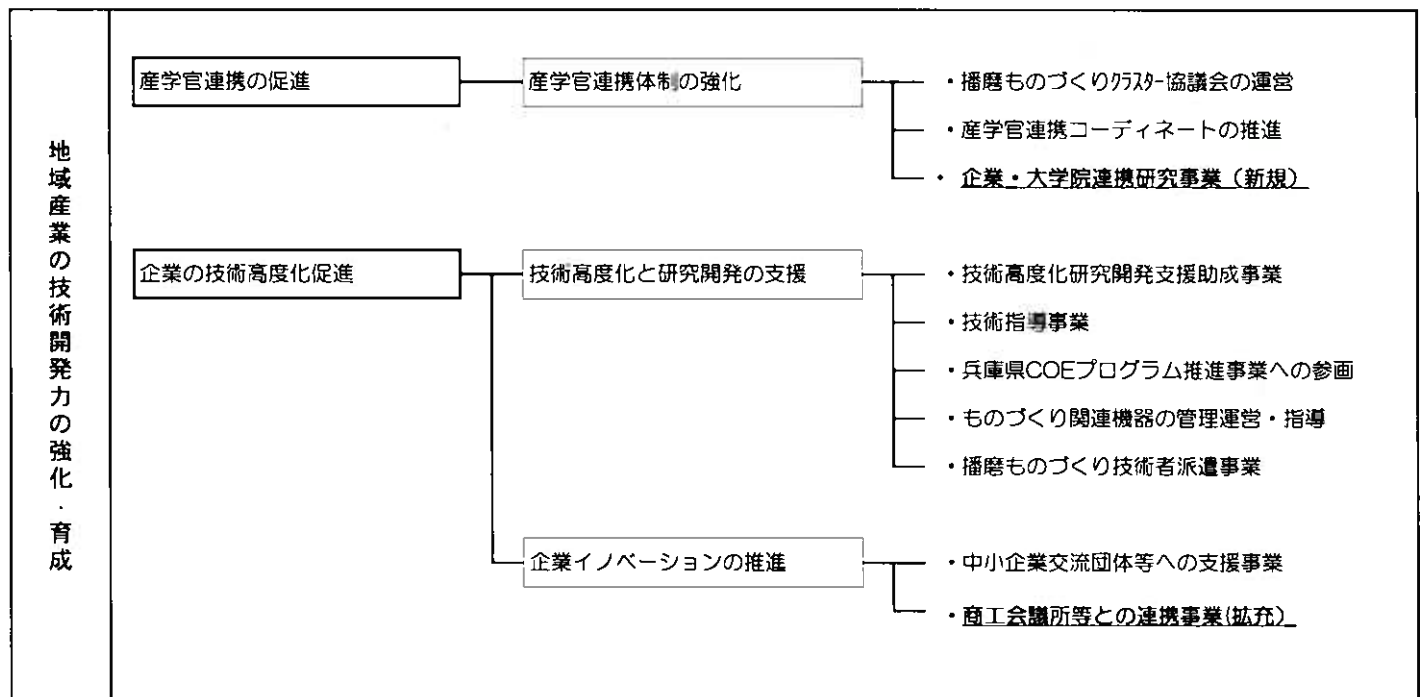 地域産業の技術開発力の強化・育成
産学官連携の促進
産学官連携体制の強化
・播磨ものづくりクラスター協議会の運営
・産学官連携コーディネートの推進
・企業・大学院連携研究事業（新規）
企業の技術高度化促進
技術高度化と研究開発の支援
・技術高度化研究開発支援助成事業
・技術指導事業
・兵庫県COEプログラム推進事業への参画
・ものづくり関連機器の管理運営・指導
・播磨ものづくり技術者派遣事業
企業イノベーションの推進
・中小企業交流団体等への支援事業
・商工会議所等との連携事業(拡充）